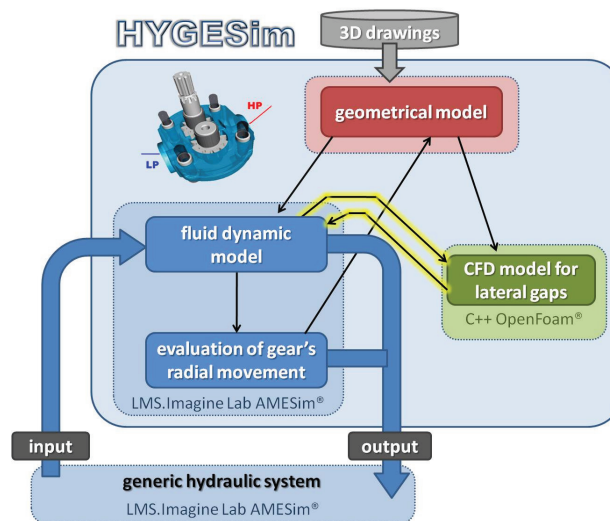 HYGESim
3D drawings
geometrical model
HP
LP
fluid dynamic
model
CFD model for
lateral gaps
C++ OpenFoam®
evaluation of gear's
radial movement
LMS.Imagine Lab AMESim®
input
output
generic hydraulic system
LMS.Imagine Lab AMESim®